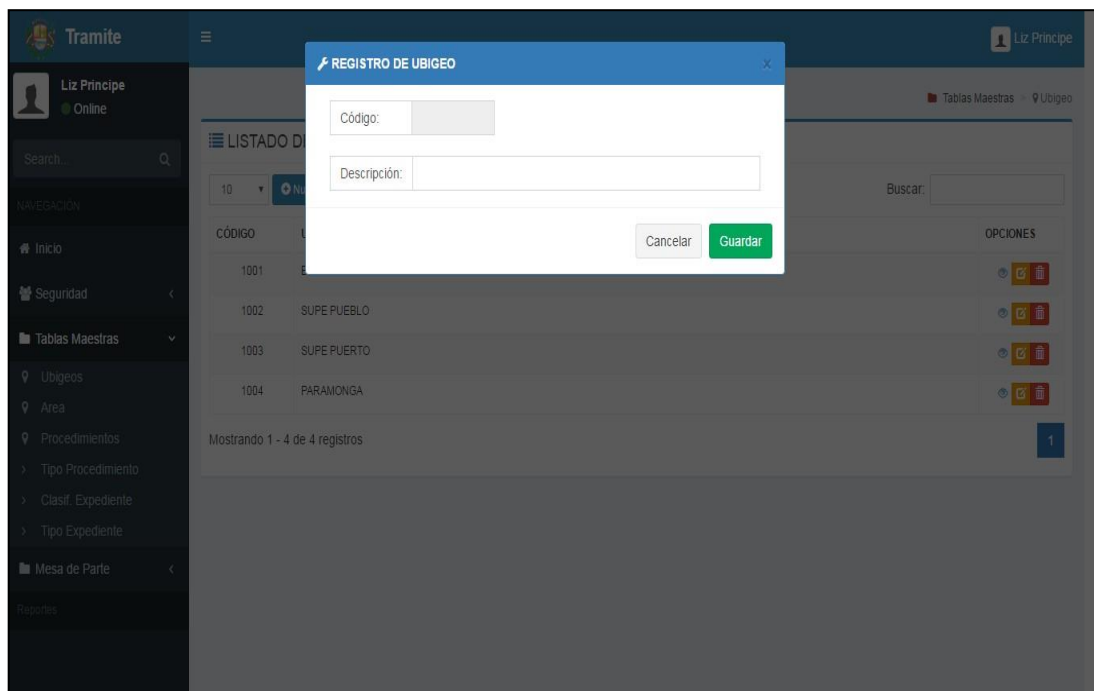 Tramite
Liz Principe
REGISTRO DE UBIGEO
X
Liz Principe
Online
Tablas Maestras > Ubigeo
Código:
LISTADO
Search...
Descripción:
10
Buscar:
NAVEGACIÓN
Cancelar
Guardar
CÓDIGO
OPCIONES
Inicio
1001
Seguridad
1002 SUPE PUEBLO
Tablas Maestras
1003 SUPE PUERTO
Ubigeos
1004 PARAMONGA
Area
Procedimientos
Mostrando 1 - 4 de 4 registros
1
Tipo Procedimiento
Clasif. Expediente
Tipo Expediente
Mesa de Parte
Reportes